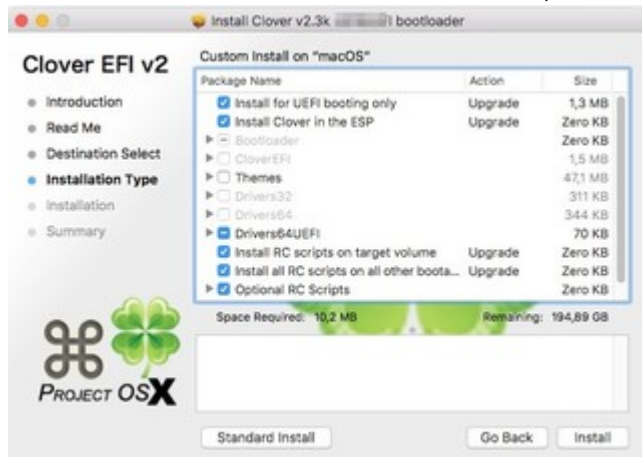 Install Clover v2.3k bootloader
Clover EFI v2
Introduction
Read Me
Destination Select
Installation Type
Installation
Summary
PROJECT OSX
Custom Install on "macOS"
Package Name Action Size
Install for UEFI booting only Upgrade 1,3 MB
Install Clover in the ESP Upgrade Zero KB
Bootloader Zero KB
CloverEFI 1,5 MB
Themes 47,1 MB
Drivers32 311 KB
Drivers64 344 KB
Drivers64UEFI 70 KB
Install RC scripts on target volume Upgrade Zero KB
Install all RC scripts on all other boota... Upgrade Zero KB
Optional RC Scripts Zero KB
Space Required: 10,2 MB Remaining: 194,89 GB
Standard Install Go Back Install